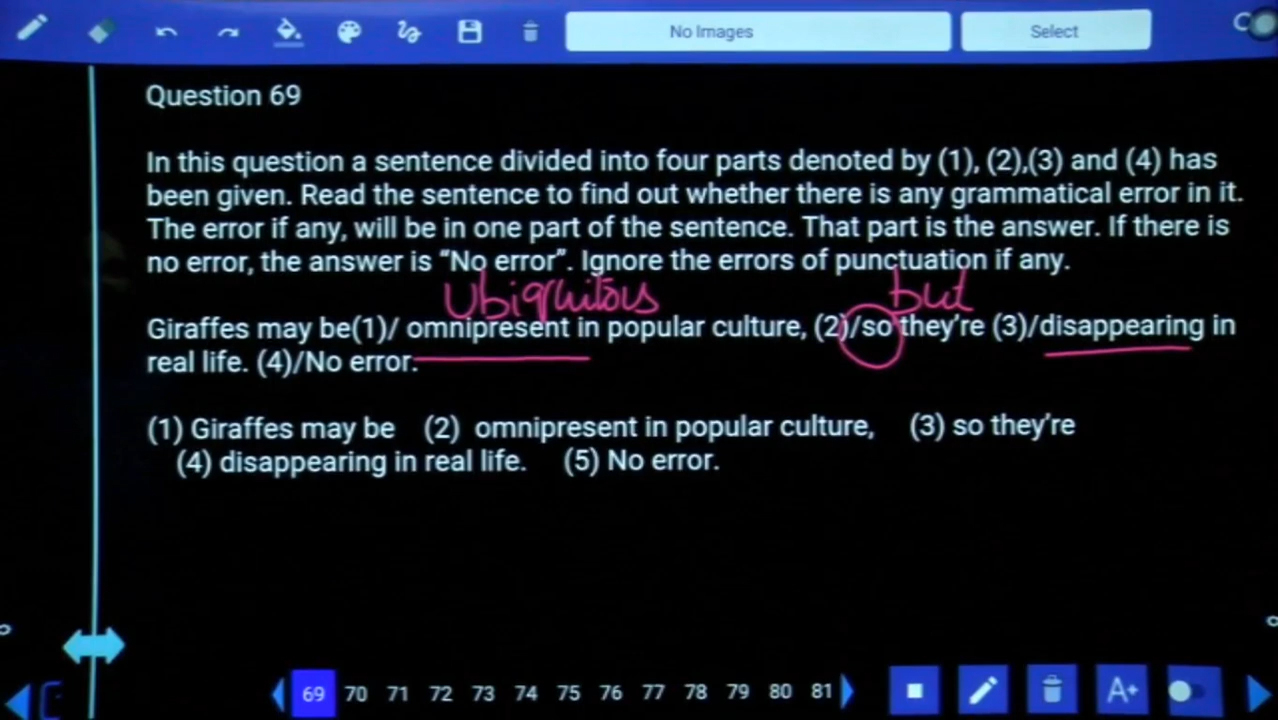 No Images
Select
Question 69
In this question a sentence divided into four parts denoted by (1), (2),(3) and (4) has
been given. Read the sentence to find out whether there is any grammatical error in it.
The error if any, will be in one part of the sentence. That part is the answer. If there is
no error, the answer is “No error”. Ignore the errors of punctuation if any.
Ubiquitous but
Giraffes may be(1)/ omnipresent in popular culture, (2)/so they're (3)/disappearing in
real life. (4)/No error.
(1) Giraffes may be (2) omnipresent in popular culture, (3) so they're
(4) disappearing in real life. (5) No error.
69 70 71 72 73 74 75 76 77 78 79 80 81
A+